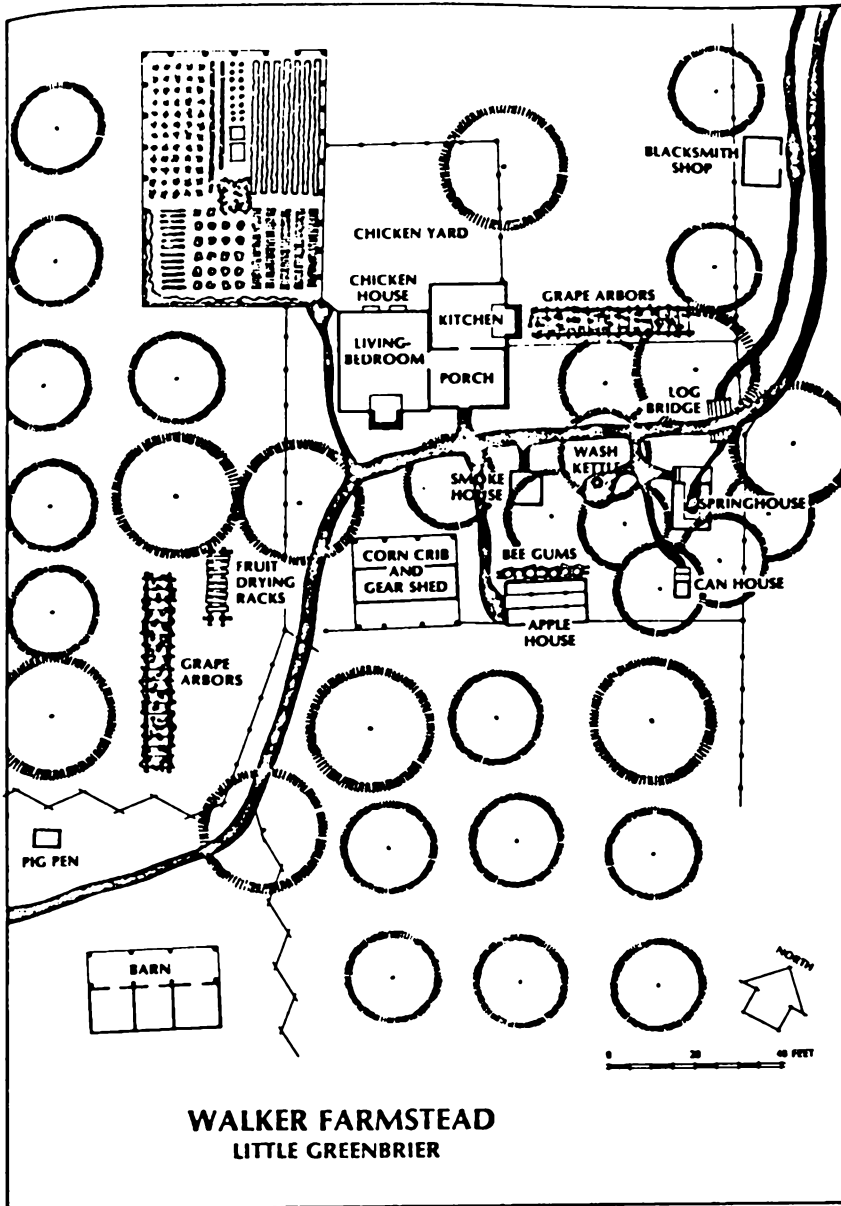 BLACKSMITH
SHOP
CHICKEN YARD
CHICKEN
HOUSE
GRAPE ARBORS
KITCHEN
LIVING-
BEDROOM
PORCH
LOG
BRIDGE
WASH
KETTLE
SMOKE
HOUSE
SPRINGHOUSE
CORN CRIB
AND
GEAR SHED
BEE GUMS
FRUIT
DRYING
RACKS
CAN HOUSE
APPLE
HOUSE
GRAPE
ARBORS
PIG PEN
BARN
NORTH
0 20 40 FEET
WALKER FARMSTEAD
LITTLE GREENBRIER